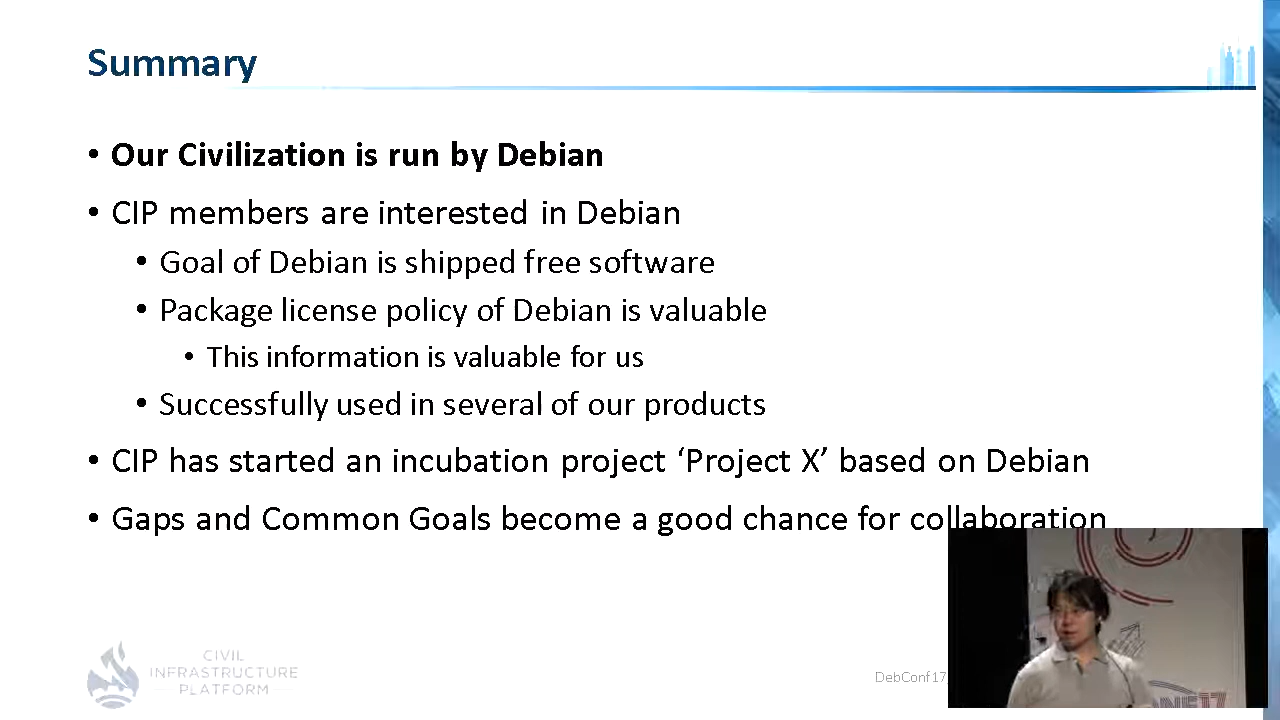 Summary
• Our Civilization is run by Debian
• CIP members are interested in Debian
• Goal of Debian is shipped free software
• Package license policy of Debian is valuable
• This information is valuable for us
• Successfully used in several of our products
• CIP has started an incubation project ‘Project X’ based on Debian
• Gaps and Common Goals become a good chance for collaboration
CIVIL
INFRASTRUCTURE
PLATFORM
DebConf17